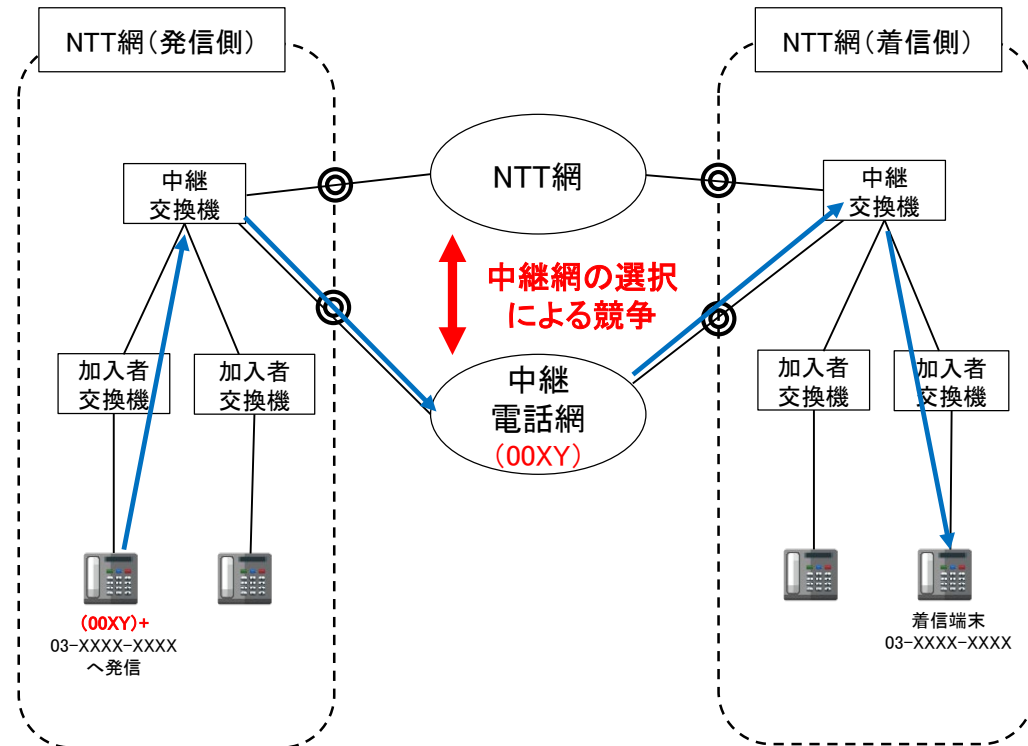 NTT網(発信側)
NTT網(着信側)
中継
交換機
NTT網
中継
交換機
中継網の選択
による競争
加入者
交換機
加入者
交換機
中継
電話網
(00XY)
加入者
交換機
加入者
交換機
(00XY)+
03-XXXX-XXXX
へ発信
着信端末
03-XXXX-XXXX